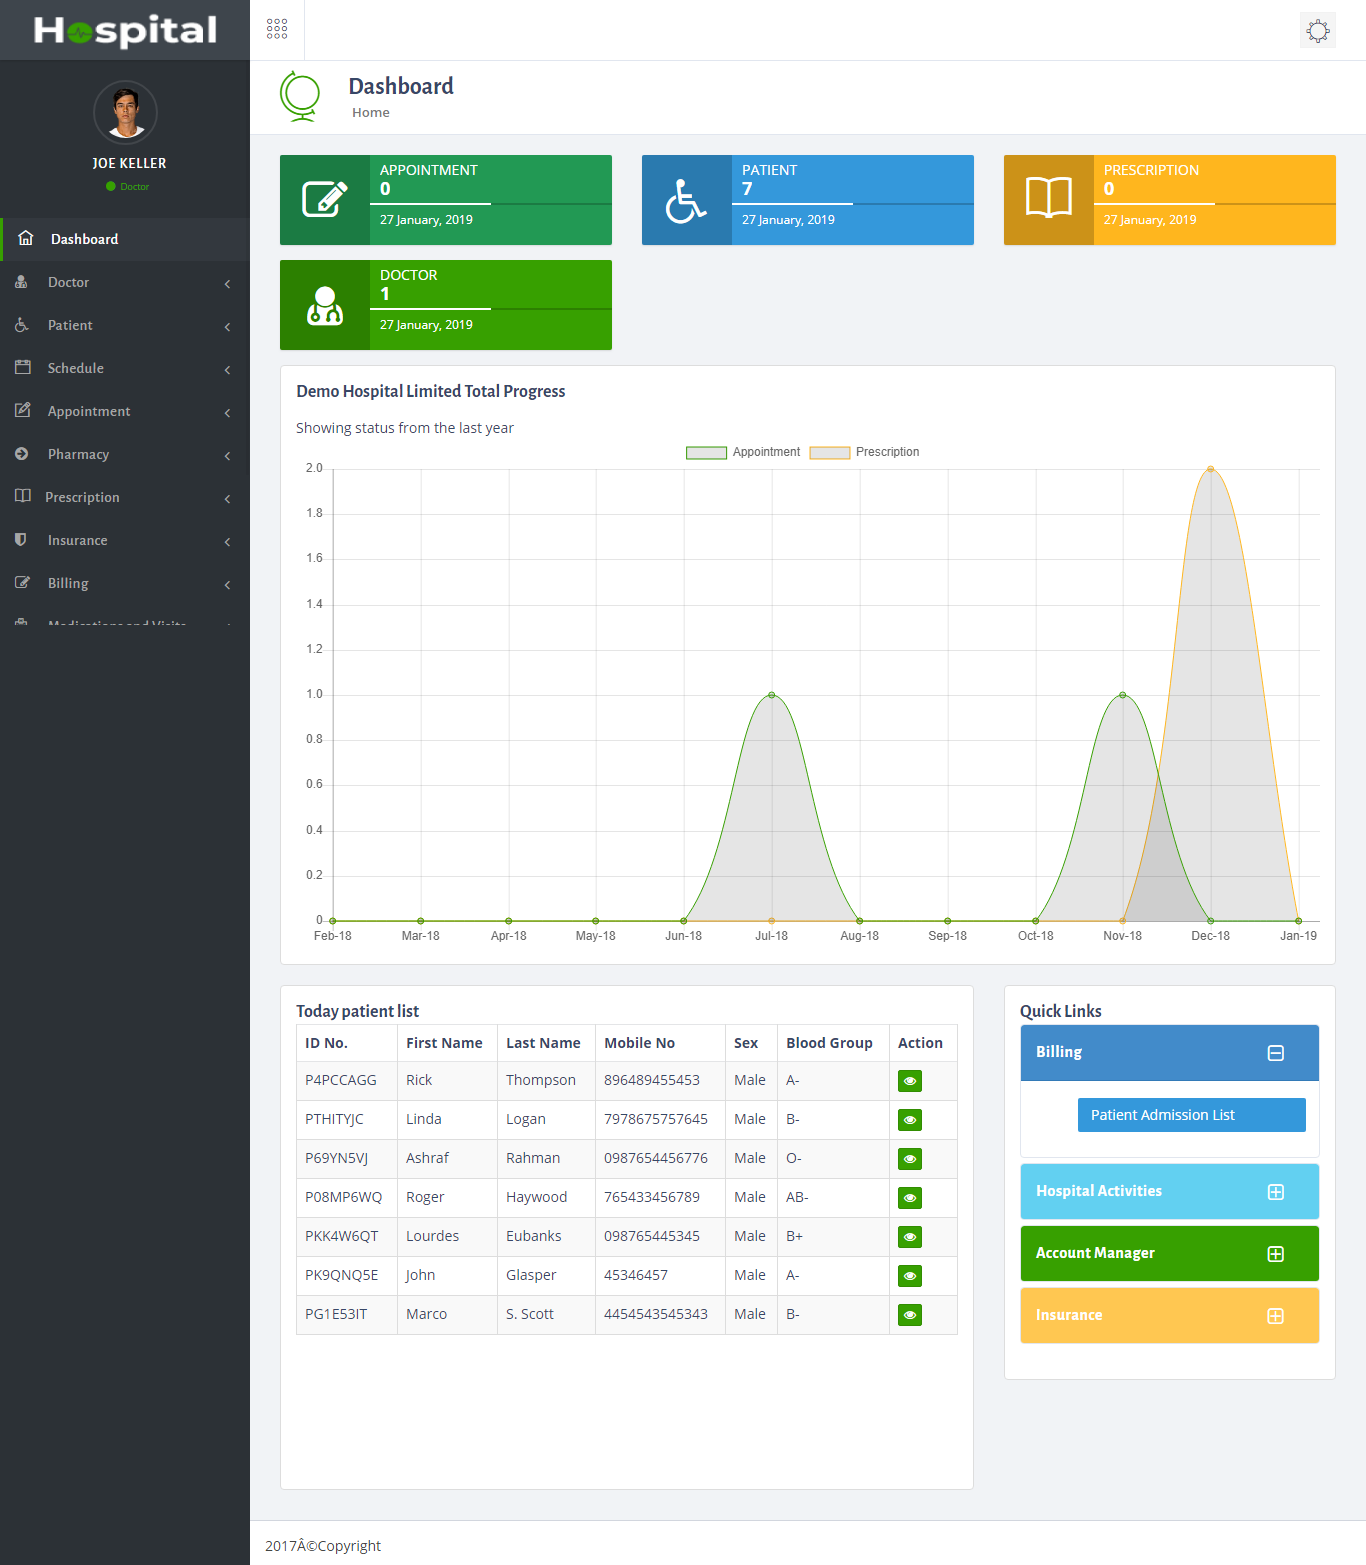 Hospital
JOE KELLER
Doctor
Dashboard
Doctor
Patient
Schedule
Appointment
Pharmacy
Prescription
Insurance
Billing
Medications and Visits
Dashboard
Home
APPOINTMENT
0
27 January, 2019
PATIENT
7
27 January, 2019
PRESCRIPTION
0
27 January, 2019
DOCTOR
1
27 January, 2019
Demo Hospital Limited Total Progress
Showing status from the last year
Appointment Prescription
2.0
1.8
1.6
1.4
1.2
1.0
0.8
0.6
0.4
0.2
0
Feb-18 Mar-18 Apr-18 May-18 Jun-18 Jul-18 Aug-18 Sep-18 Oct-18 Nov-18 Dec-18 Jan-19
Today patient list
ID No. First Name Last Name Mobile No Sex Blood Group Action
P4PCCAGG Rick Thompson 896489455453 Male A-
PTHITYJC Linda Logan 7978675757645 Male B-
P69YN5VJ Ashraf Rahman 0987654456776 Male O-
P08MP6WQ Roger Haywood 765433456789 Male AB-
PKK4W6QT Lourdes Eubanks 098765445345 Male B+
PK9QNQ5E John Glasper 45346457 Male A-
PG1E53IT Marco S. Scott 4454543545343 Male B-
Quick Links
Billing
Patient Admission List
Hospital Activities
Account Manager
Insurance
2017Â©Copyright